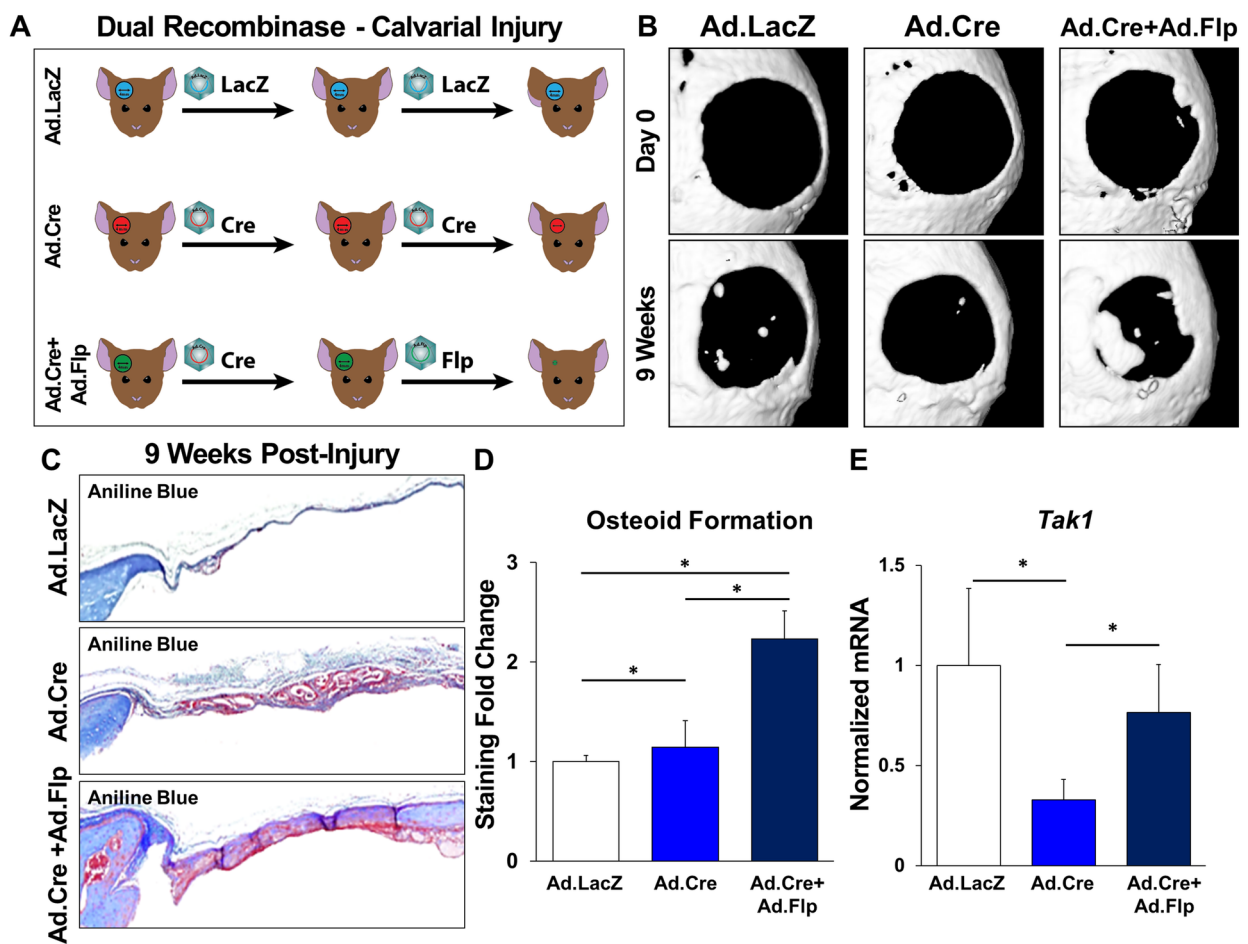 A
Dual Recombinase - Calvarial Injury
Ad.LacZ
LacZ
LacZ
Ad.Cre
Cre
Cre
Ad.Cre+
Ad.Flp
Cre
Flp
B
Ad.LacZ
Ad.Cre
Ad.Cre+Ad.Flp
Day 0
9 Weeks
C
9 Weeks Post-Injury
Ad.LacZ
Aniline Blue
Ad.Cre
Aniline Blue
Ad.Cre +Ad.Flp
Aniline Blue
D
Osteoid Formation
Staining Fold Change
3
2
1
0
*
*
*
Ad.LacZ
Ad.Cre
Ad.Cre+
Ad.Flp
E
Tak1
Normalized mRNA
1.5
1
0.5
0
*
*
Ad.LacZ
Ad.Cre
Ad.Cre+
Ad.Flp